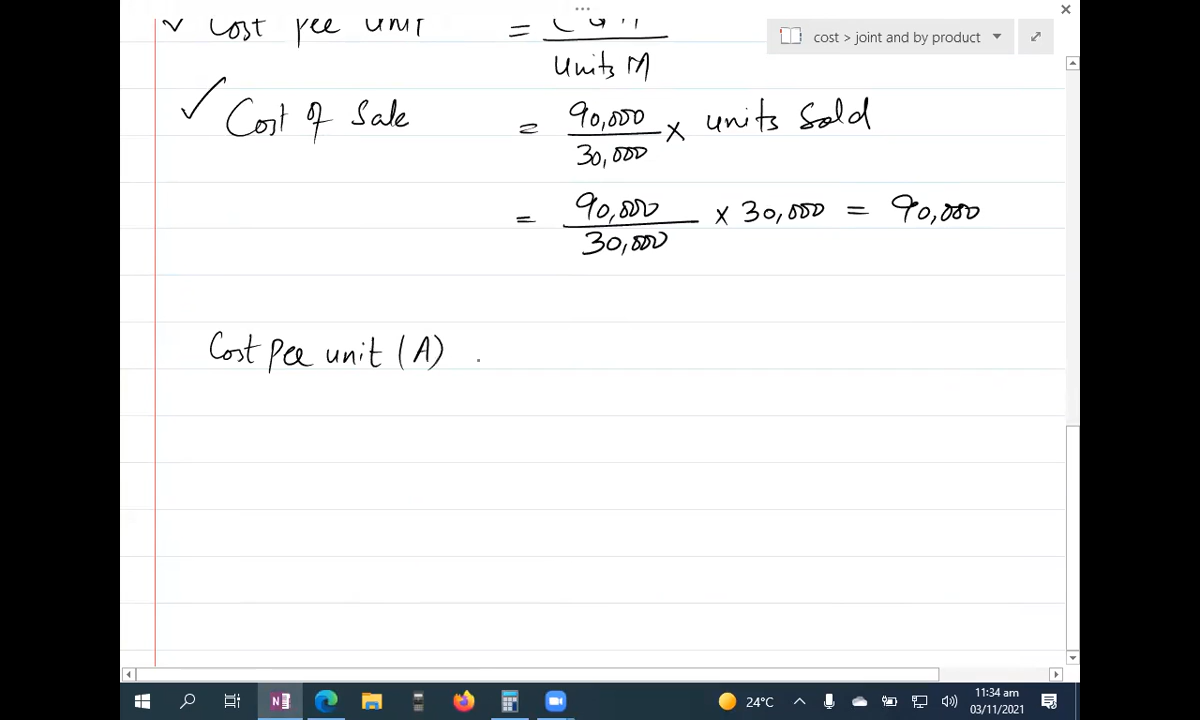 cost > joint and by product
✓ Cost per unit =
units M
✓ Cost of Sale = 90,000 / 30,000 × units Sold
= 90,000 / 30,000 × 30,000 = 90,000
Cost Per unit (A)
24°C
11:34 am
03/11/2021